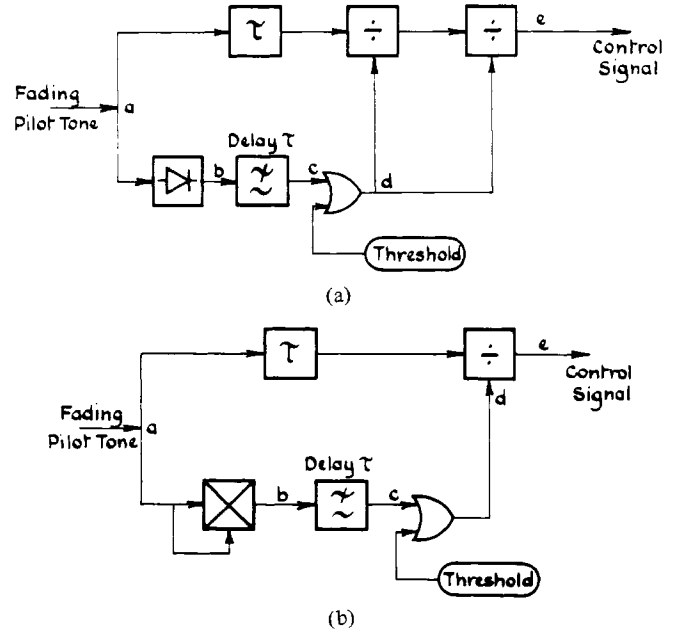 τ
÷
÷
e
Control
Signal
Fading
Pilot Tone
a
Delay τ
b
c
d
Threshold
(a)
τ
÷
e
Control
Signal
d
Fading
Pilot Tone
a
Delay τ
b
c
Threshold
(b)